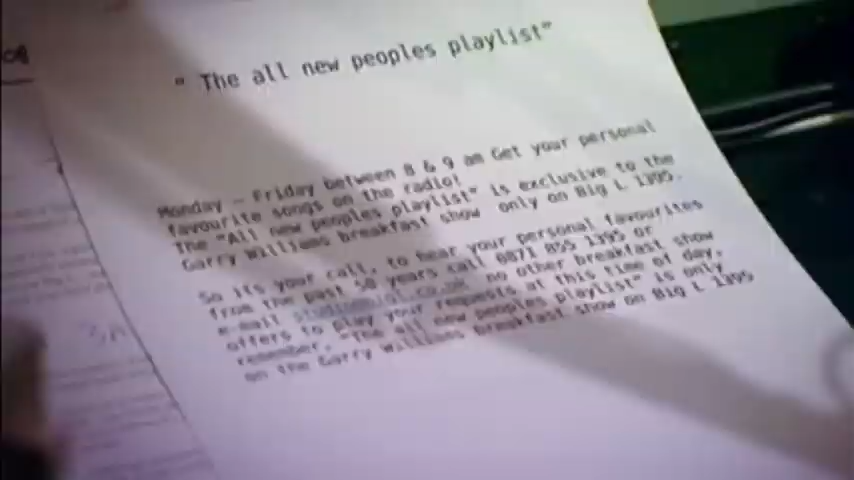 " The all new peoples playlist"
Monday - Friday between 8 & 9 am Get your personal
favourite songs on the radio!
The "All new peoples playlist" is exclusive to the
Garry Williams breakfast show only on Big L 1395.
So its your call, to hear your personal favourites
from the past 50 years call 0871 855 1395 or
e-mail no other breakfast show
offers to play your requests at this time of day,
remember, "The all new peoples playlist" is only
on the Garry Williams breakfast show on Big L 1395